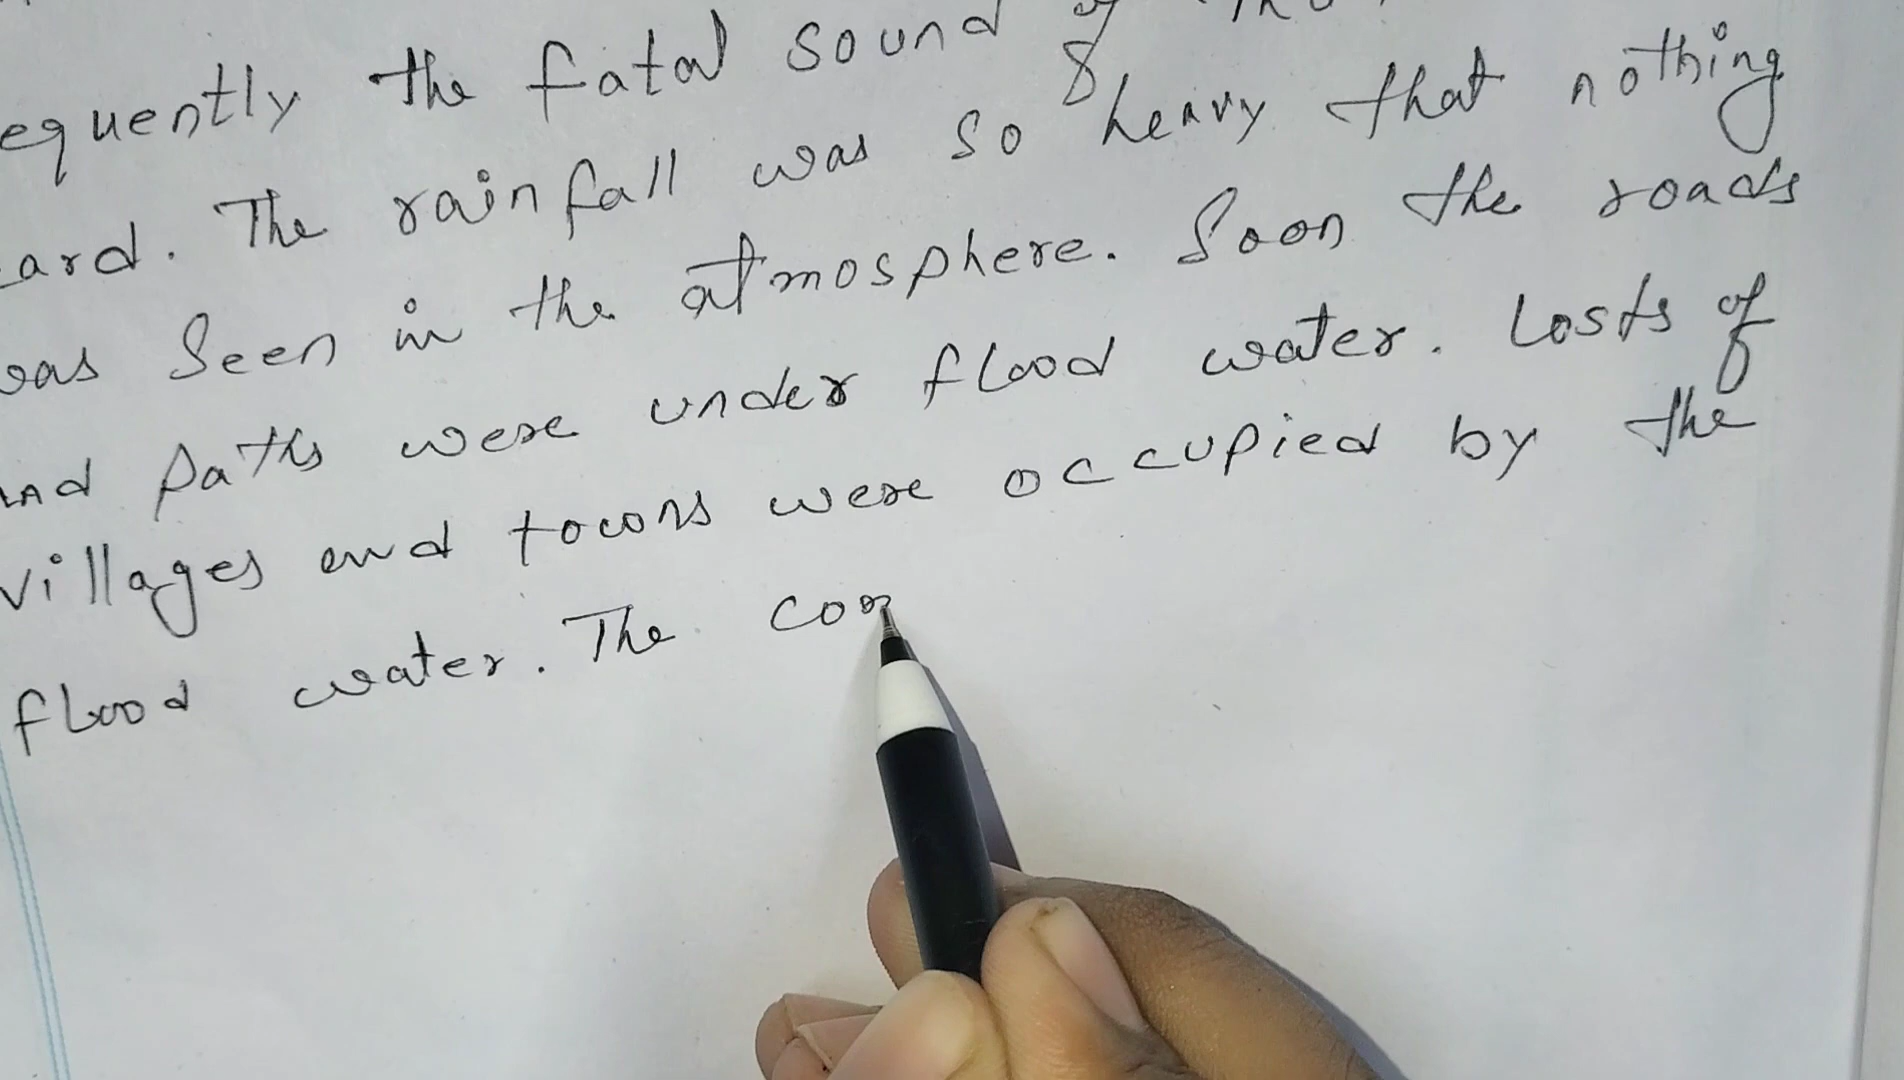 equently the fatal sound of
ard. The rainfall was so heavy that nothing
was seen in the atmosphere. Soon the roads
and paths were under flood water. Losts of
villages and towns were occupied by the
flood water. The con